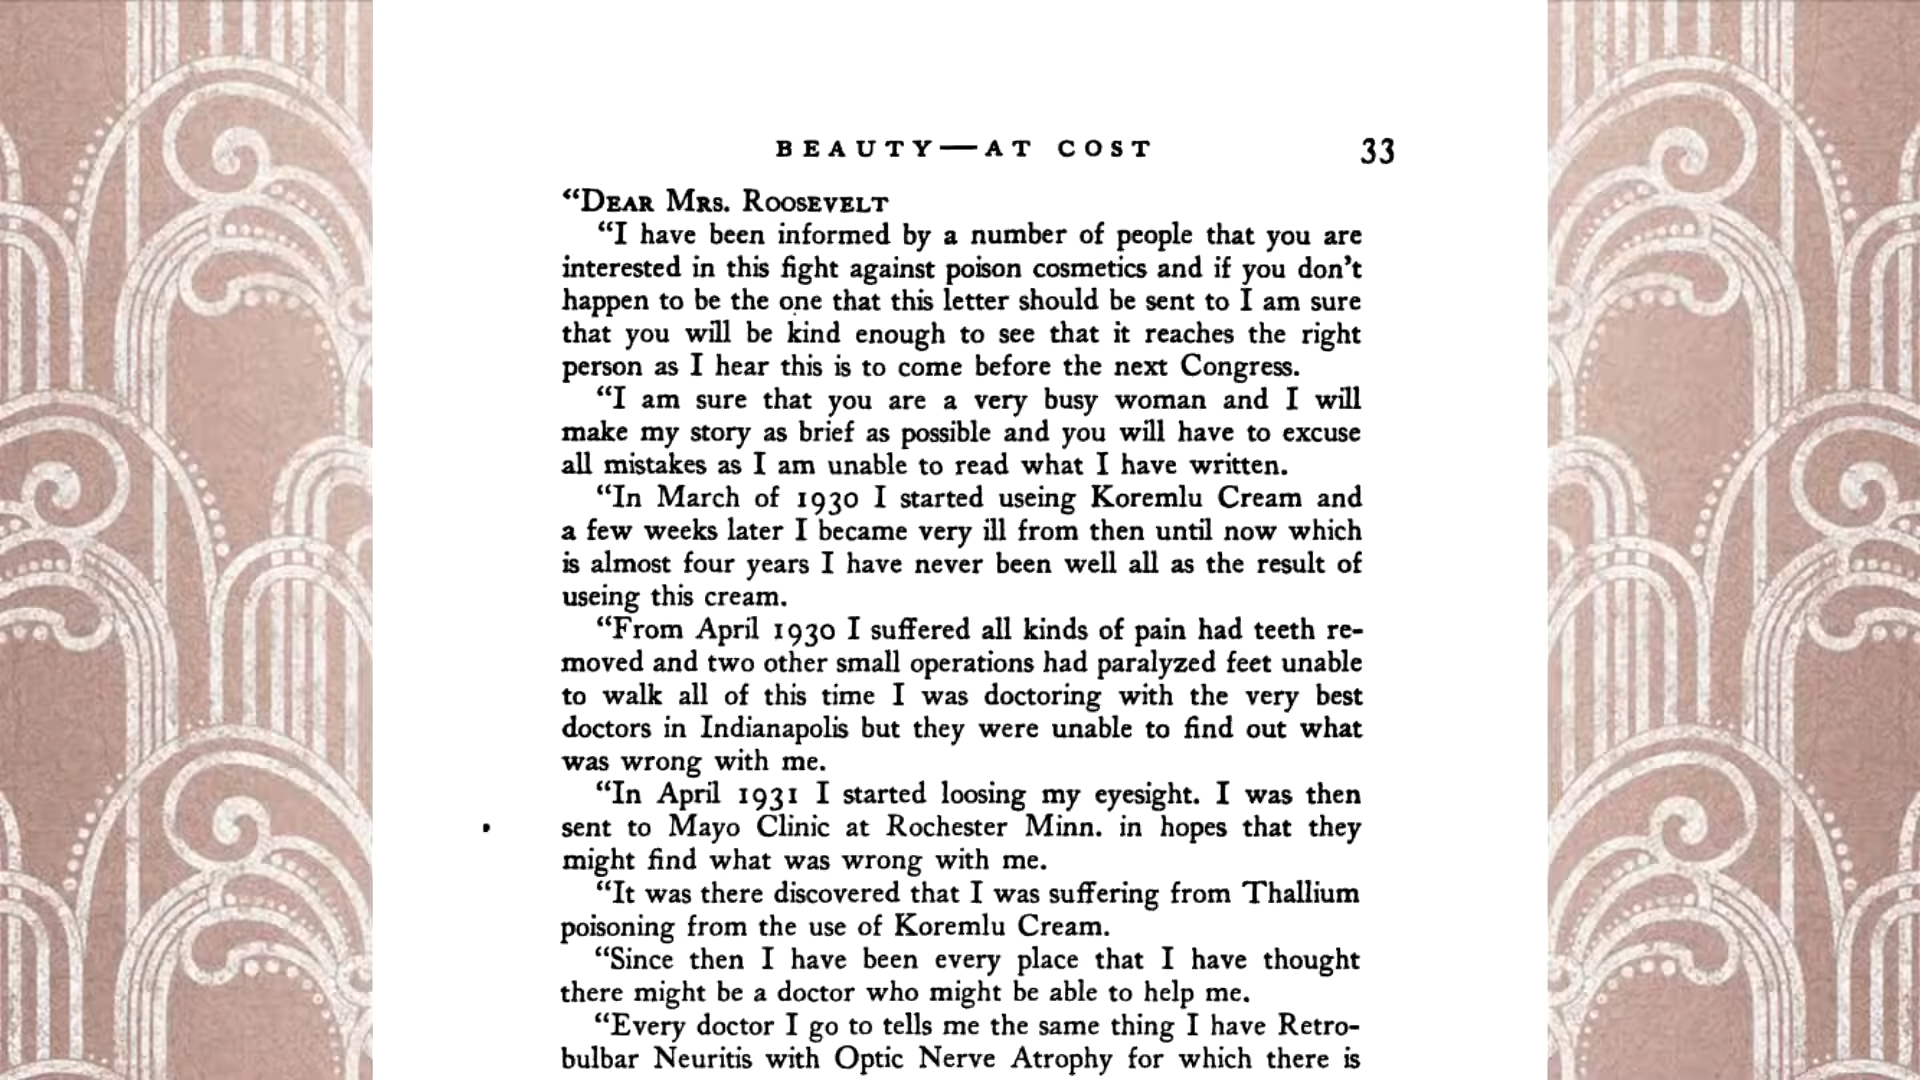 BEAUTY—AT COST 33
“DEAR MRS. ROOSEVELT
“I have been informed by a number of people that you are
interested in this fight against poison cosmetics and if you don’t
happen to be the one that this letter should be sent to I am sure
that you will be kind enough to see that it reaches the right
person as I hear this is to come before the next Congress.
“I am sure that you are a very busy woman and I will
make my story as brief as possible and you will have to excuse
all mistakes as I am unable to read what I have written.
“In March of 1930 I started useing Koremlu Cream and
a few weeks later I became very ill from then until now which
is almost four years I have never been well all as the result of
useing this cream.
“From April 1930 I suffered all kinds of pain had teeth re-
moved and two other small operations had paralyzed feet unable
to walk all of this time I was doctoring with the very best
doctors in Indianapolis but they were unable to find out what
was wrong with me.
“In April 1931 I started loosing my eyesight. I was then
sent to Mayo Clinic at Rochester Minn. in hopes that they
might find what was wrong with me.
“It was there discovered that I was suffering from Thallium
poisoning from the use of Koremlu Cream.
“Since then I have been every place that I have thought
there might be a doctor who might be able to help me.
“Every doctor I go to tells me the same thing I have Retro-
bulbar Neuritis with Optic Nerve Atrophy for which there is